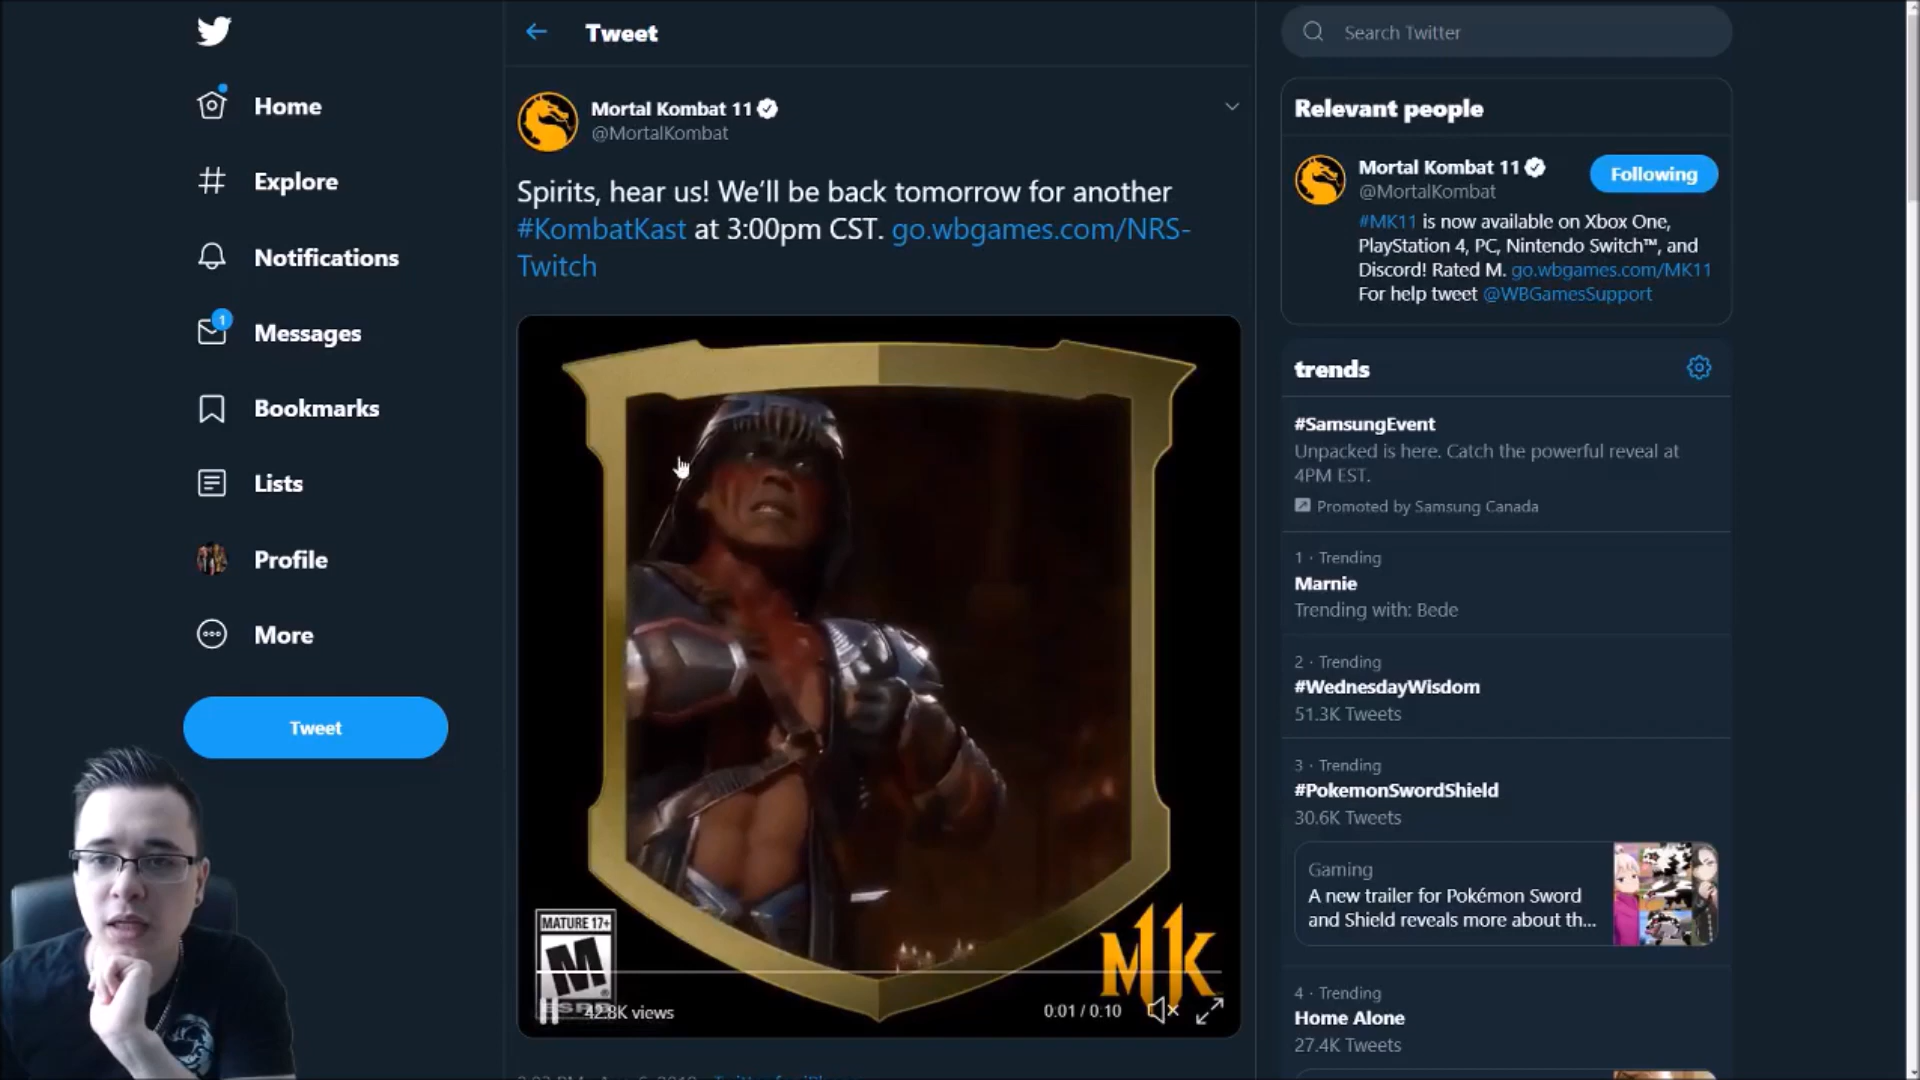 Home
Explore
Notifications
1
Messages
Bookmarks
Lists
Profile
More
Tweet
Tweet
Mortal Kombat 11
@MortalKombat
Spirits, hear us! We'll be back tomorrow for another
#KombatKast at 3:00pm CST. go.wbgames.com/NRS-
Twitch
MATURE 17+
M
ESRB
MK
42.8K views
0:01 / 0:10
Search Twitter
Relevant people
Mortal Kombat 11
@MortalKombat
Following
#MK11 is now available on Xbox One,
PlayStation 4, PC, Nintendo Switch™, and
Discord! Rated M. go.wbgames.com/MK11
For help tweet @WBGamesSupport
trends
#SamsungEvent
Unpacked is here. Catch the powerful reveal at
4PM EST.
Promoted by Samsung Canada
1 · Trending
Marnie
Trending with: Bede
2 · Trending
#WednesdayWisdom
51.3K Tweets
3 · Trending
#PokemonSwordShield
30.6K Tweets
Gaming
A new trailer for Pokémon Sword
and Shield reveals more about th...
4 · Trending
Home Alone
27.4K Tweets